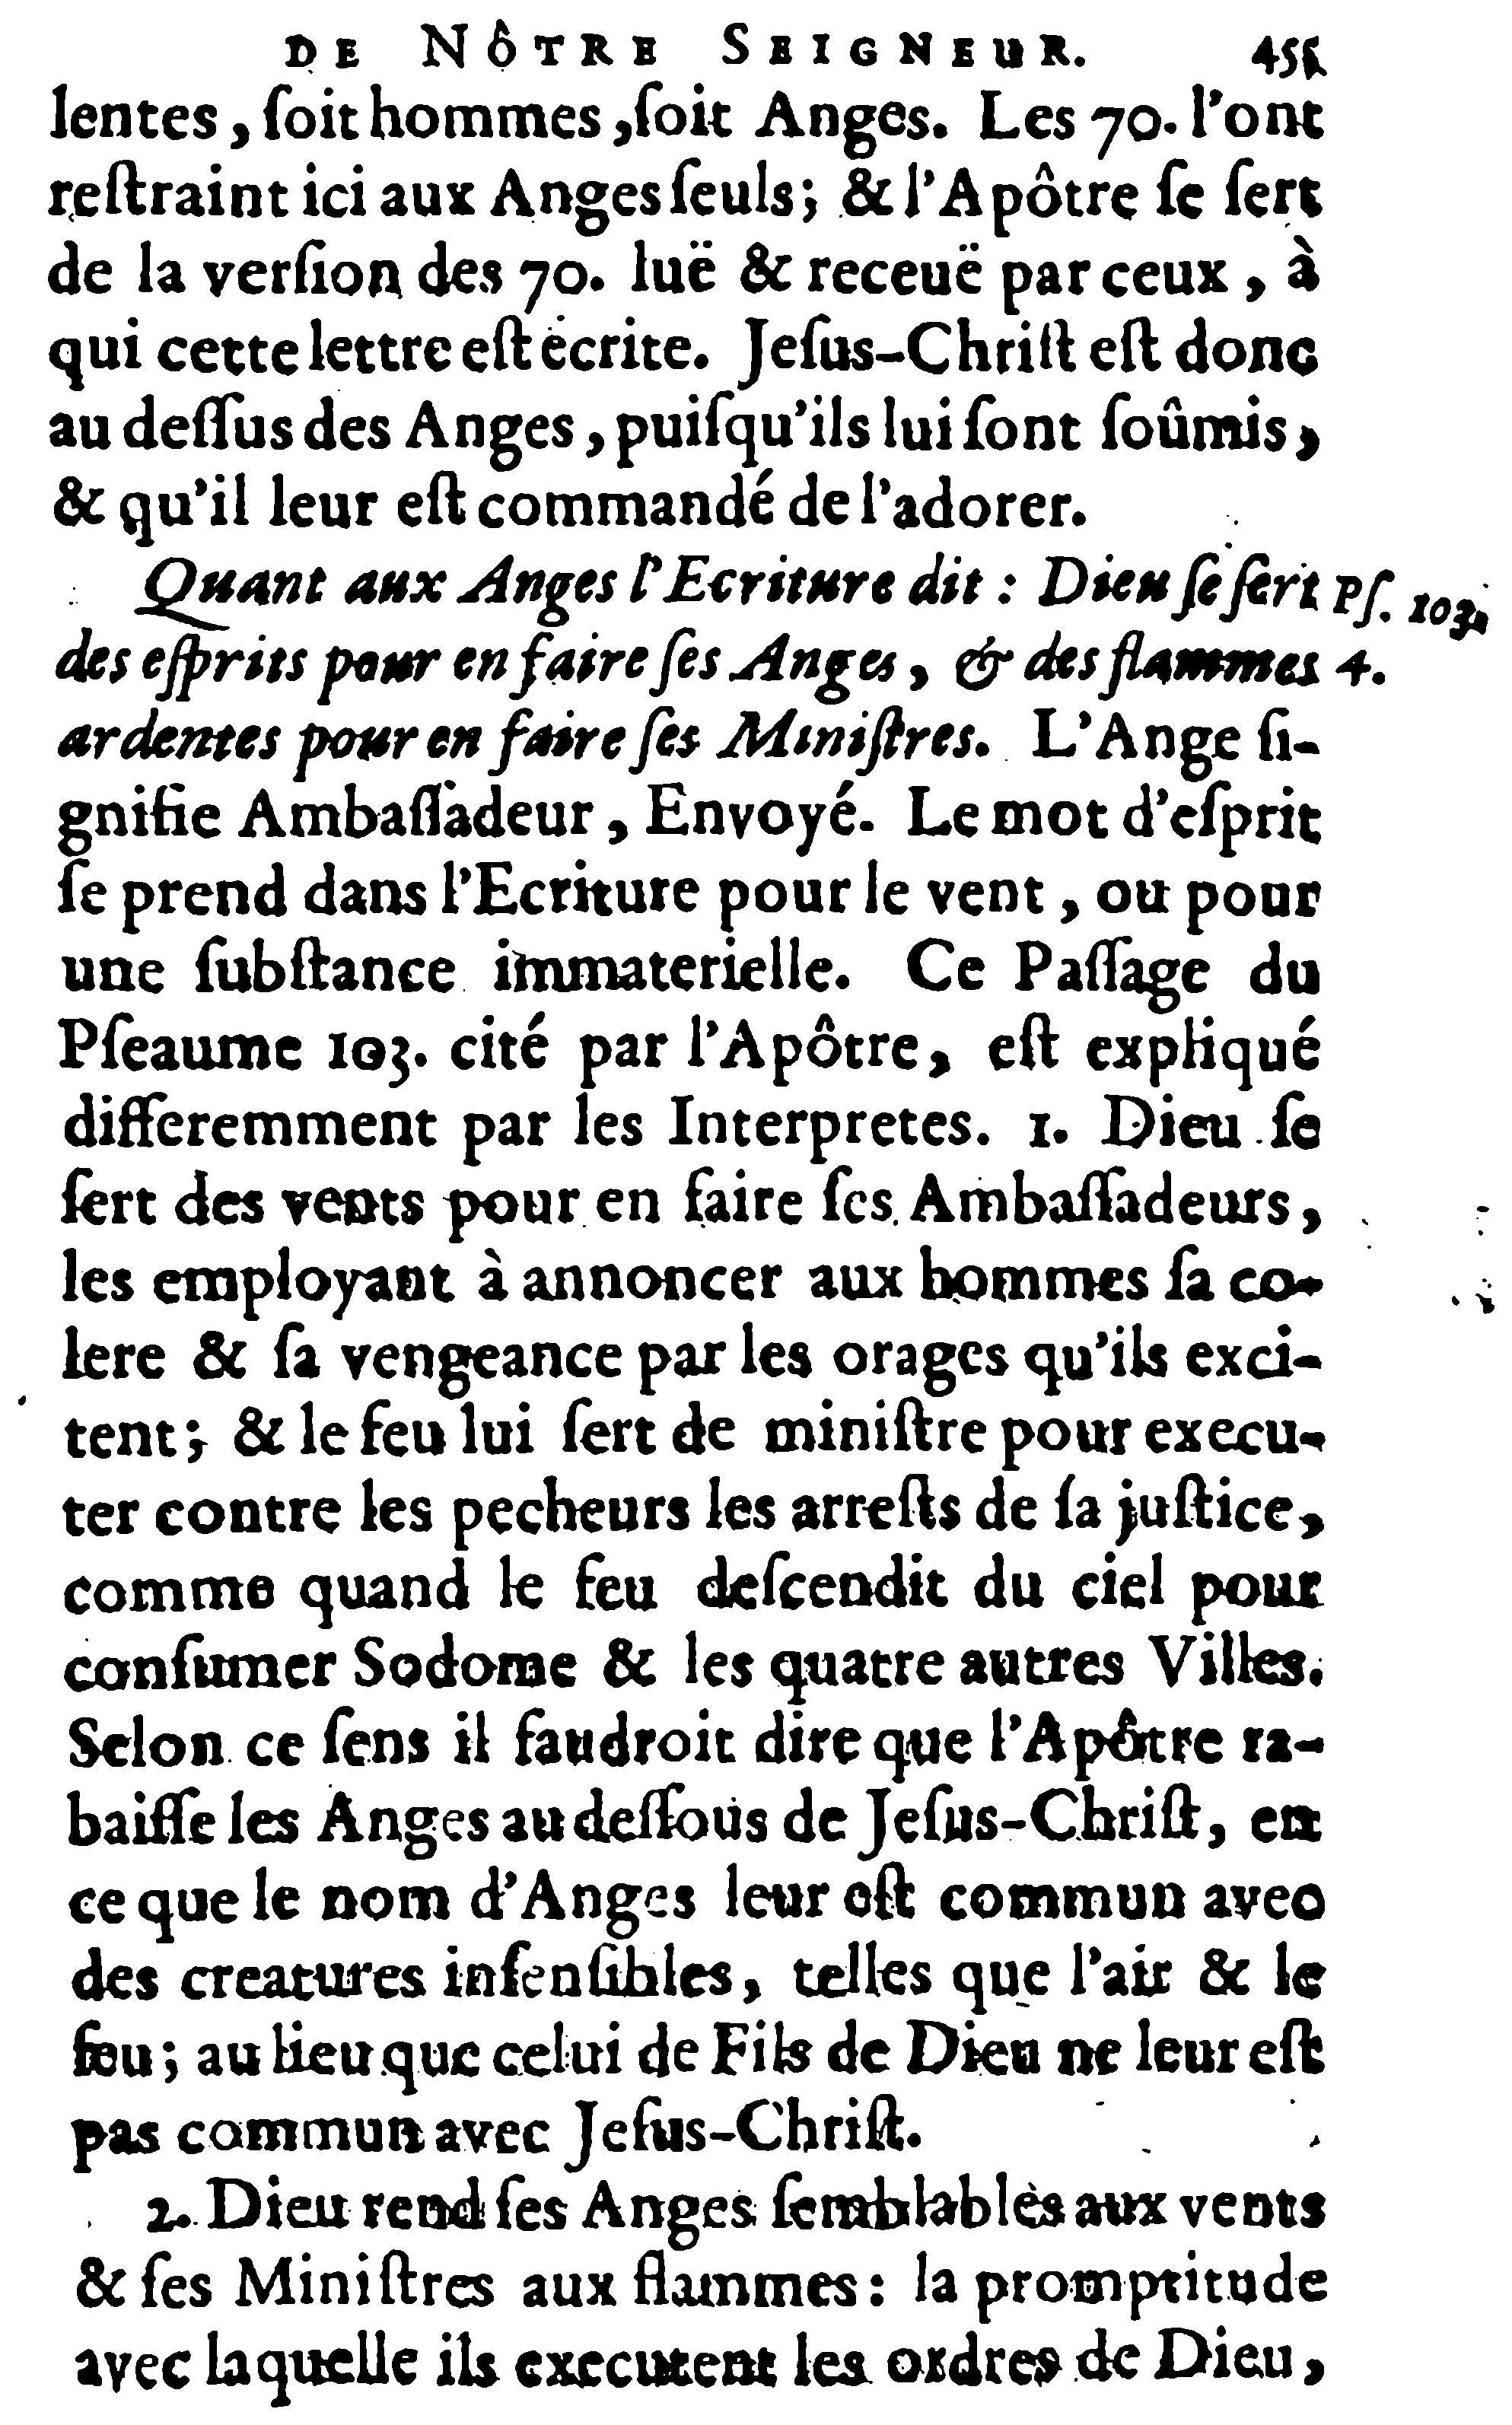 DE NÔTRE SEIGNEUR. 455
lentes, ſoit hommes, ſoit Anges. Les 70. l'ont
reſtraint ici aux Anges ſeuls; & l'Apôtre ſe ſert
de la verſion des 70. luë & receuë par ceux, à
qui cette lettre eſt écrite. Jeſus-Chriſt eſt donc
au deſſus des Anges, puiſqu'ils lui ſont ſoûmis,
& qu'il leur eſt commandé de l'adorer.
Quant aux Anges l'Ecriture dit : Dieu ſe ſert Pſ. 103.
des eſprits pour en faire ſes Anges, & des flammes 4.
ardentes pour en faire ſes Miniſtres. L'Ange ſi-
gnifie Ambaſſadeur, Envoyé. Le mot d'eſprit
ſe prend dans l'Ecriture pour le vent, ou pour
une ſubſtance immaterielle. Ce Paſſage du
Pſeaume 103. cité par l'Apôtre, eſt expliqué
differemment par les Interpretes. 1. Dieu ſe
ſert des vents pour en faire ſes Ambaſſadeurs,
les employant à annoncer aux hommes ſa co-
lere & ſa vengeance par les orages qu'ils exci-
tent; & le feu lui ſert de miniſtre pour execu-
ter contre les pecheurs les arreſts de ſa juſtice,
comme quand le feu deſcendit du ciel pour
conſumer Sodome & les quatre autres Villes.
Selon ce ſens il faudroit dire que l'Apôtre ra-
baiſſe les Anges au deſſous de Jeſus-Chriſt, en
ce que le nom d'Anges leur eſt commun avec
des creatures inſenſibles, telles que l'air & le
feu; au lieu que celui de Fils de Dieu ne leur eſt
pas commun avec Jeſus-Chriſt.
2. Dieu rend ſes Anges ſemblables aux vents
& ſes Miniſtres aux flammes : la promptitude
avec laquelle ils executent les ordres de Dieu,